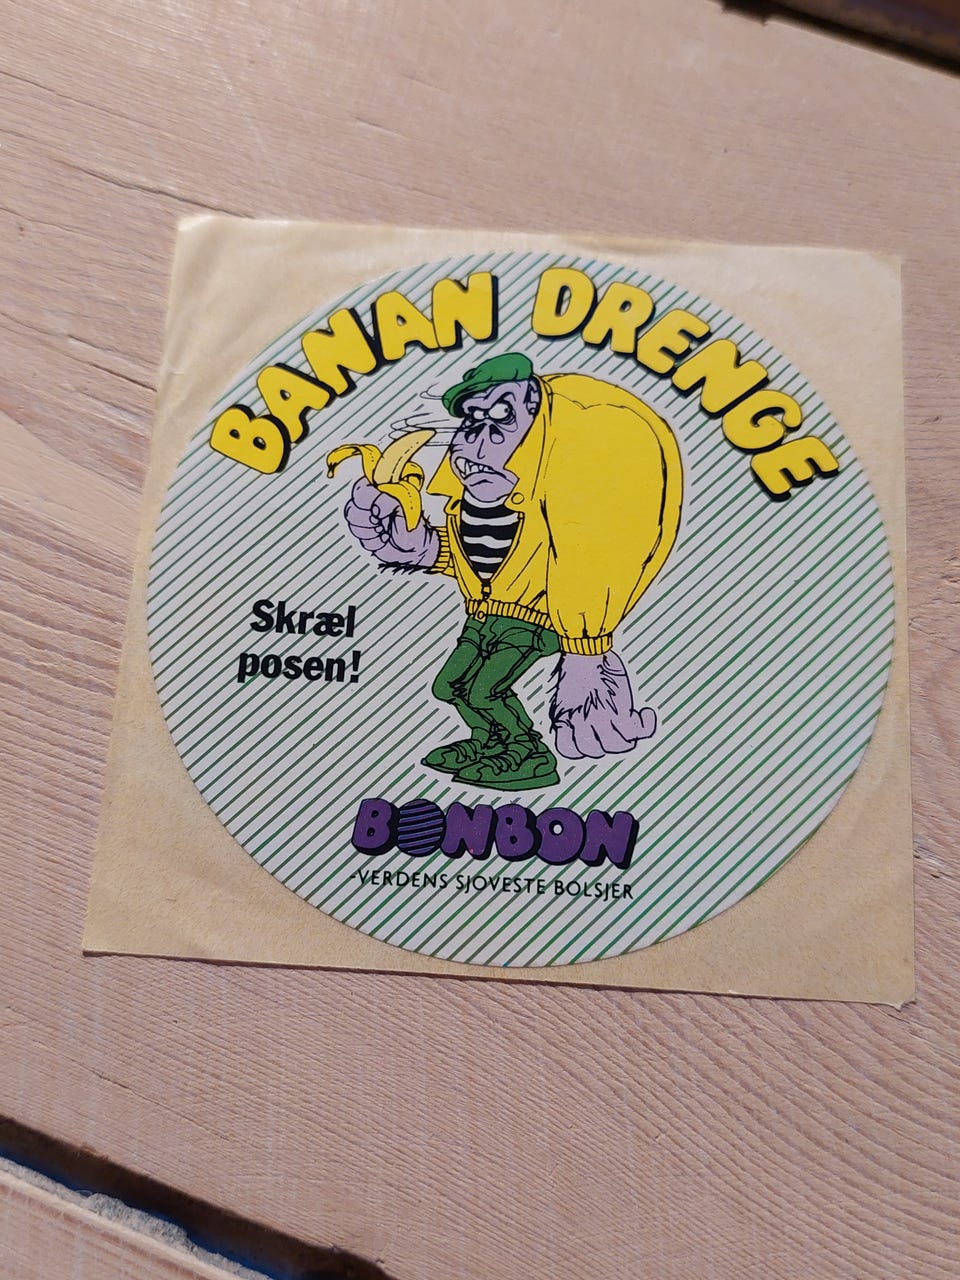 BANAN DRENGE
Skræl
posen!
BONBON
-VERDENS SJOVESTE BOLSJER